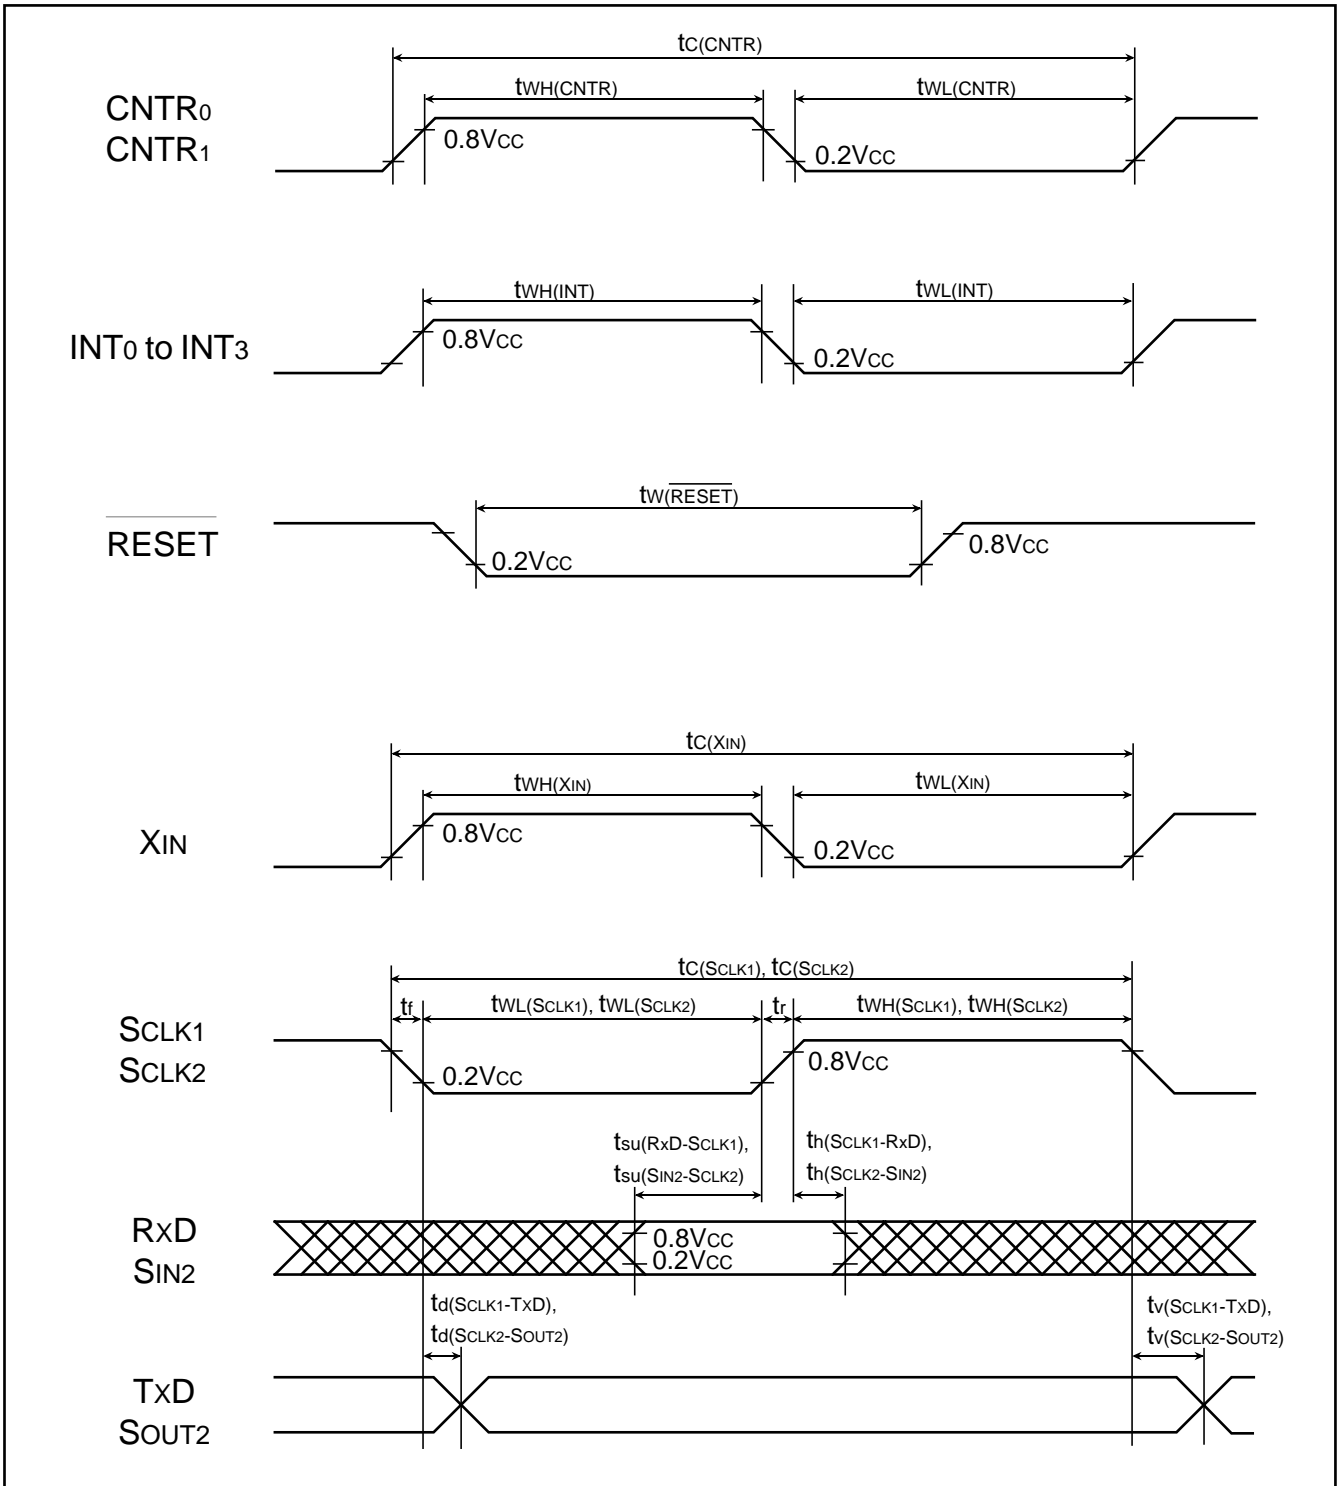 tC(CNTR)
tWH(CNTR)
tWL(CNTR)
CNTR0
CNTR1
0.8VCC
0.2VCC
tWH(INT)
tWL(INT)
INT0 to INT3
0.8VCC
0.2VCC
tW(RESET)
RESET
0.2VCC
0.8VCC
tC(XIN)
tWH(XIN)
tWL(XIN)
XIN
0.8VCC
0.2VCC
tC(SCLK1), tC(SCLK2)
tf
tWL(SCLK1), tWL(SCLK2)
tr
tWH(SCLK1), tWH(SCLK2)
SCLK1
SCLK2
0.2VCC
0.8VCC
tsu(RxD-SCLK1),
tsu(SIN2-SCLK2)
th(SCLK1-RxD),
th(SCLK2-SIN2)
RXD
SIN2
0.8VCC
0.2VCC
td(SCLK1-TXD),
td(SCLK2-SOUT2)
tv(SCLK1-TXD),
tv(SCLK2-SOUT2)
TXD
SOUT2